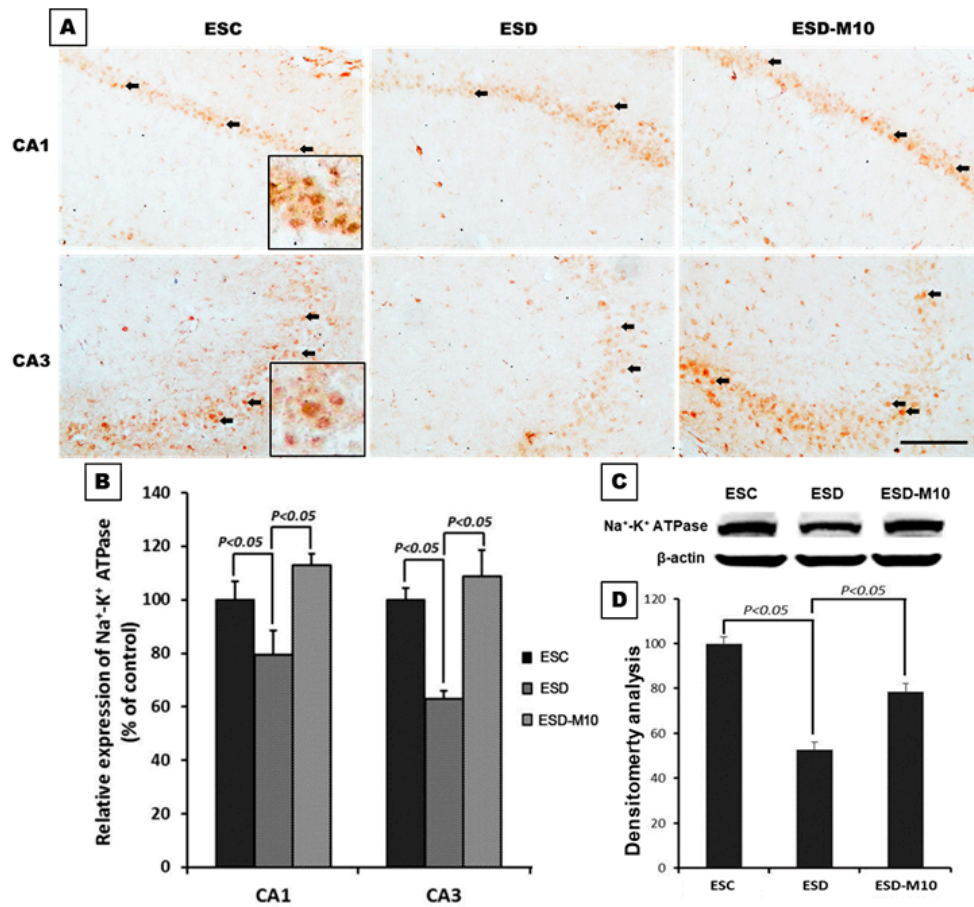 A
ESC
ESD
ESD-M10
CA1
CA3
B
Relative expression of Na⁺-K⁺ ATPase
(% of control)
140
120
100
80
60
40
20
0
P<0.05
P<0.05
P<0.05
P<0.05
CA1
CA3
ESC
ESD
ESD-M10
C
ESC
ESD
ESD-M10
Na⁺-K⁺ ATPase
β-actin
D
Densitomerty analysis
120
100
80
60
40
20
0
P<0.05
P<0.05
ESC
ESD
ESD-M10